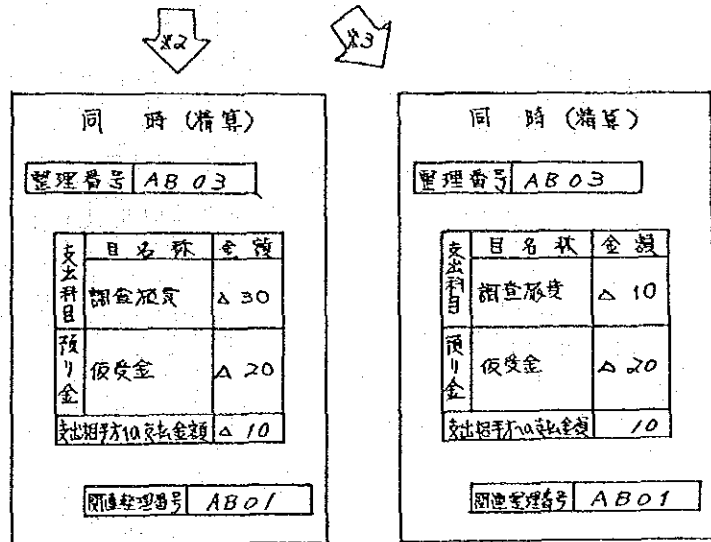 ※2
※3
同時(精算)
整理番号 AB03
支出科目 目名称 金額
調査旅費 △30
預り金 仮受金 △20
支出相手方への支払金額 △10
関連整理番号 AB01
同時(精算)
整理番号 AB03
支出科目 目名称 金額
調査旅費 △10
預り金 仮受金 △20
支出相手方への支払金額 10
関連整理番号 AB01